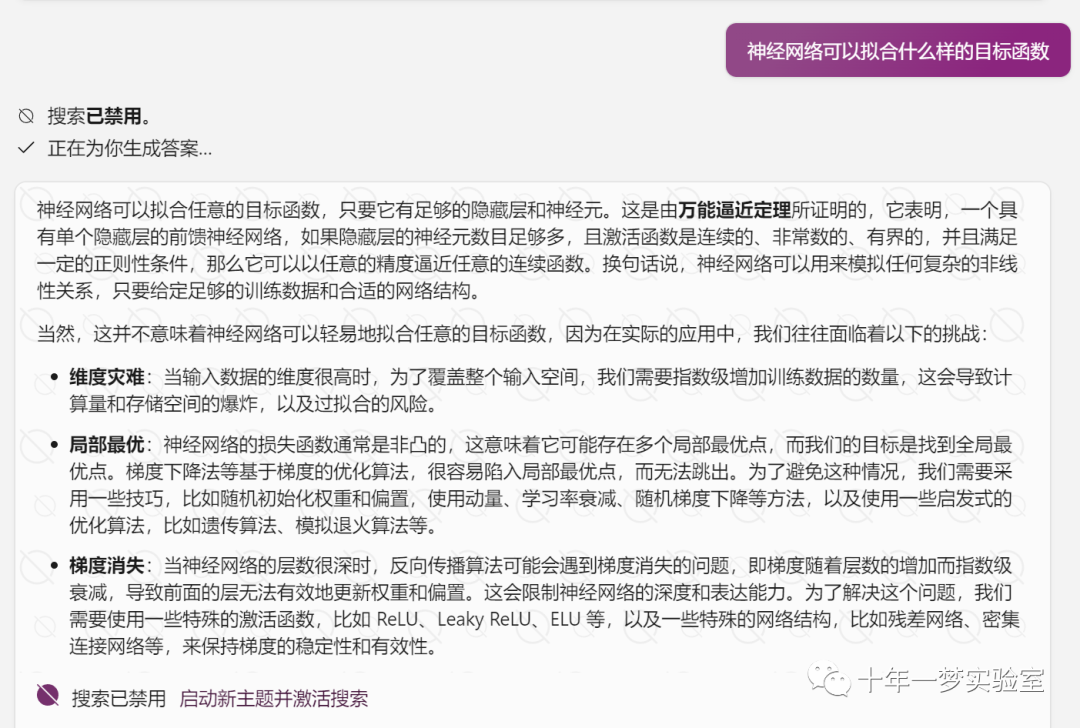 神经网络可以拟合什么样的目标函数
搜索已禁用。
正在为你生成答案...
神经网络可以拟合任意的目标函数，只要它有足够的隐藏层和神经元。这是由万能逼近定理所证明的，它表明，一个具
有单个隐藏层的前馈神经网络，如果隐藏层的神经元数目足够多，且激活函数是连续的、非常数的、有界的，并且满足
一定的正则性条件，那么它可以以任意的精度逼近任意的连续函数。换句话说，神经网络可以用来模拟任何复杂的非线
性关系，只要给定足够的训练数据和合适的网络结构。
当然，这并不意味着神经网络可以轻易地拟合任意的目标函数，因为在实际的应用中，我们往往面临着以下的挑战：
• 维度灾难：当输入数据的维度很高时，为了覆盖整个输入空间，我们需要指数级增加训练数据的数量，这会导致计
算量和存储空间的爆炸，以及过拟合的风险。
• 局部最优：神经网络的损失函数通常是非凸的，这意味着它可能存在多个局部最优点，而我们的目标是找到全局最
优点。梯度下降法等基于梯度的优化算法，很容易陷入局部最优点，而无法跳出。为了避免这种情况，我们需要采
用一些技巧，比如随机初始化权重和偏置，使用动量、学习率衰减、随机梯度下降等方法，以及使用一些启发式的
优化算法，比如遗传算法、模拟退火算法等。
• 梯度消失：当神经网络的层数很深时，反向传播算法可能会遇到梯度消失的问题，即梯度随着层数的增加而指数级
衰减，导致前面的层无法有效地更新权重和偏置。这会限制神经网络的深度和表达能力。为了解决这个问题，我们
需要使用一些特殊的激活函数，比如 ReLU、Leaky ReLU、ELU 等，以及一些特殊的网络结构，比如残差网络、密集
连接网络等，来保持梯度的稳定性和有效性。
搜索已禁用 启动新主题并激活搜索
十年一梦实验室